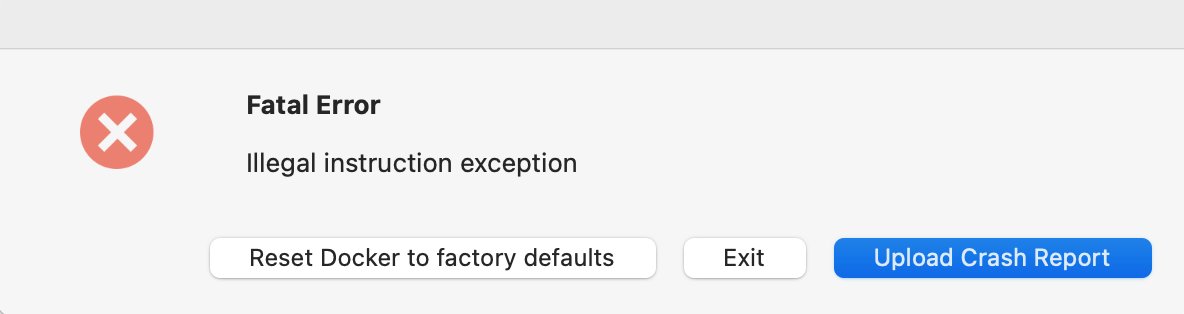 Fatal Error
Illegal instruction exception
Reset Docker to factory defaults
Exit
Upload Crash Report